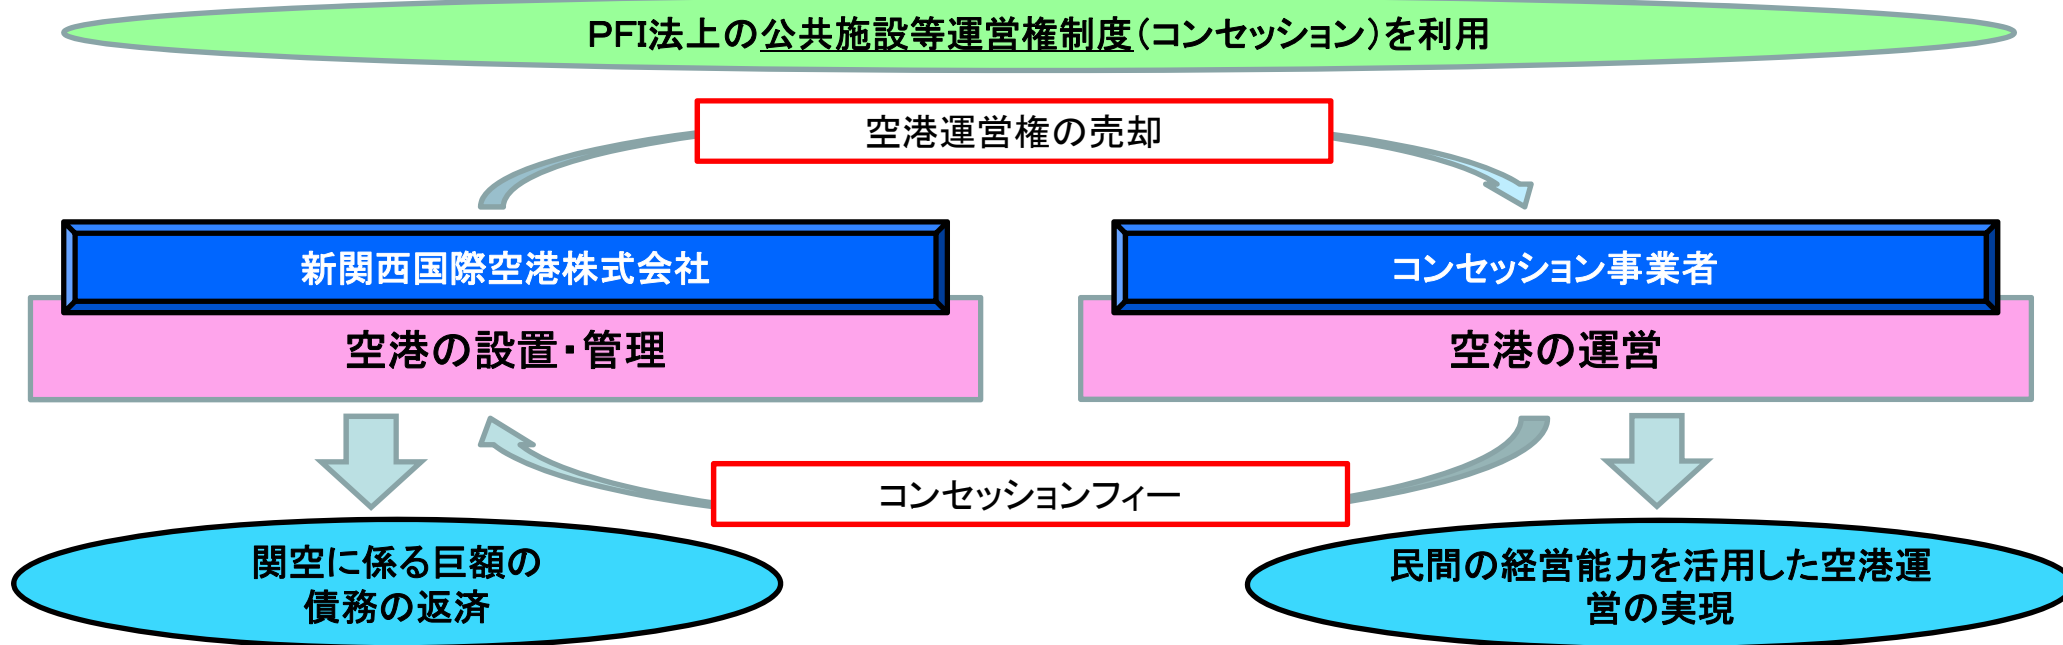 PFI法上の公共施設等運営権制度(コンセッション)を利用
空港運営権の売却
新関西国際空港株式会社
コンセッション事業者
空港の設置・管理
空港の運営
コンセッションフィー
関空に係る巨額の
債務の返済
民間の経営能力を活用した空港運
営の実現